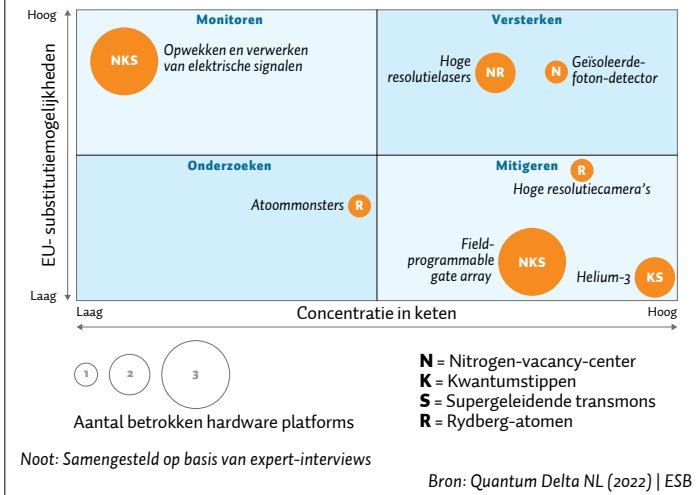 Hoog
Monitoren
Versterken
NKS
Opwekken en verwerken
van elektrische signalen
Hoge
resolutielasers
NR
N
Geïsoleerde-
foton-detector
EU- substitutiemogelijkheden
Onderzoeken
Mitigeren
Atoommonsters
R
R
Hoge resolutiecamera's
Field-
programmable
gate array
NKS
Helium-3
KS
Laag
Laag
Concentratie in keten
Hoog
1
2
3
Aantal betrokken hardware platforms
N = Nitrogen-vacancy-center
K = Kwantumstippen
S = Supergeleidende transmons
R = Rydberg-atomen
Noot: Samengesteld op basis van expert-interviews
Bron: Quantum Delta NL (2022) | ESB